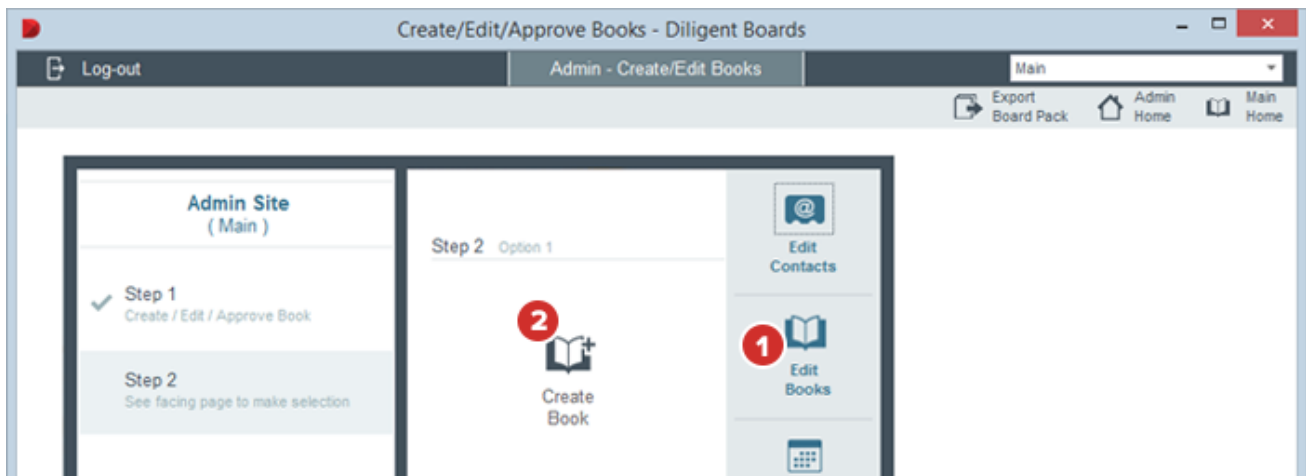 Create/Edit/Approve Books - Diligent Boards
Log-out
Admin - Create/Edit Books
Main
Export
Board Pack
Admin
Home
Main
Home
Admin Site
( Main )
Step 1
Create / Edit / Approve Book
Step 2
See facing page to make selection
Step 2 Option 1
2
Create
Book
Edit
Contacts
1
Edit
Books